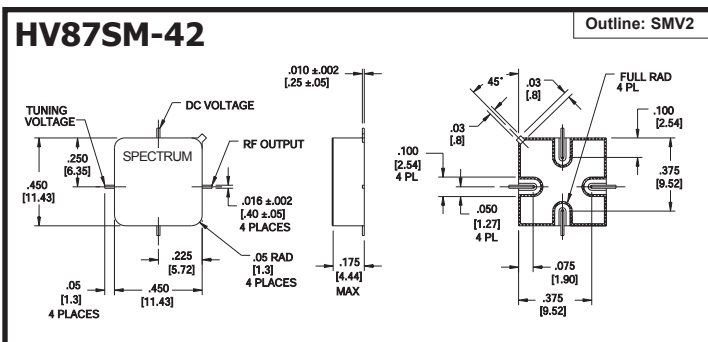 HV87SM-42
Outline: SMV2
TUNING
VOLTAGE
DC VOLTAGE
RF OUTPUT
SPECTRUM
.250
[6.35]
.450
[11.43]
.016 ±.002
[.40 ±.05]
4 PLACES
.225
[5.72]
.05 RAD
[1.3]
4 PLACES
.05
[1.3]
4 PLACES
.450
[11.43]
.010 ±.002
[.25 ±.05]
.175
[4.44]
MAX
45°
.03
[.8]
.03
[.8]
FULL RAD
4 PL
.100
[2.54]
.375
[9.52]
.100
[2.54]
4 PL
.050
[1.27]
4 PL
.075
[1.90]
.375
[9.52]